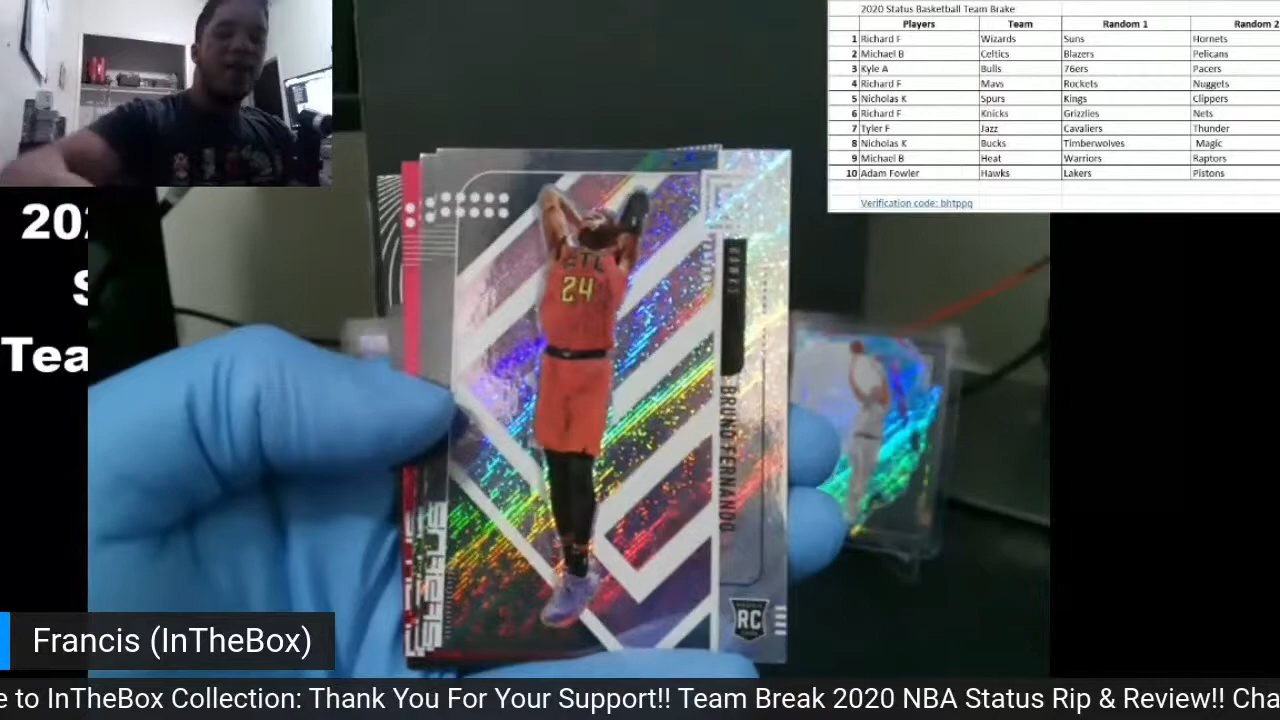 2020 Status Basketball Team Brake
Players Team Random 1 Random 2
1 Richard F Wizards Suns Hornets
2 Michael B Celtics Blazers Pelicans
3 Kyle A Bulls 76ers Pacers
4 Richard F Mavs Rockets Nuggets
5 Nicholas K Spurs Kings Clippers
6 Richard F Knicks Grizzlies Nets
7 Tyler F Jazz Cavaliers Thunder
8 Nicholas K Bucks Timberwolves Magic
9 Michael B Heat Warriors Raptors
10 Adam Fowler Hawks Lakers Pistons
Verification code: bhtppq
202
S
Tea
24
HAWKS
BRUNO FERNANDO
STATUS
RC
Francis (InTheBox)
e to InTheBox Collection: Thank You For Your Support!! Team Break 2020 NBA Status Rip & Review!! Cha